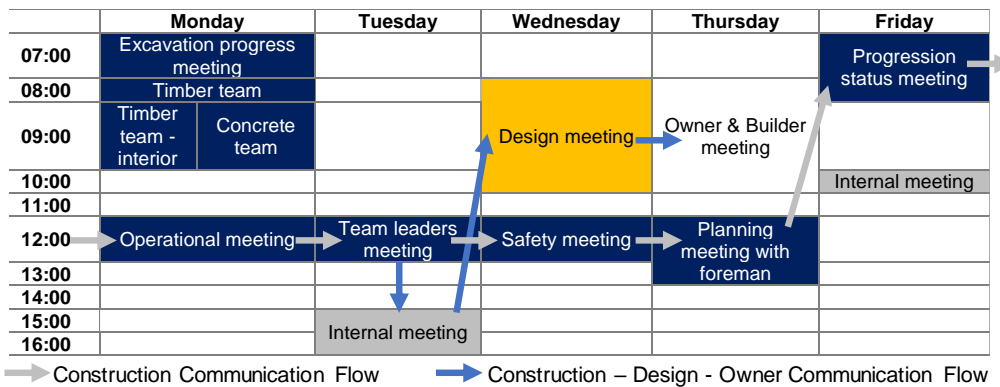 Monday Tuesday Wednesday Thursday Friday
07:00
Excavation progress
meeting
Progression
status meeting
08:00
Timber team
09:00
Timber
team -
interior
Concrete
team
Design meeting
Owner & Builder
meeting
10:00
Internal meeting
11:00
12:00
Operational meeting
Team leaders
meeting
Safety meeting
Planning
meeting with
foreman
13:00
14:00
15:00
Internal meeting
16:00
Construction Communication Flow
Construction – Design - Owner Communication Flow